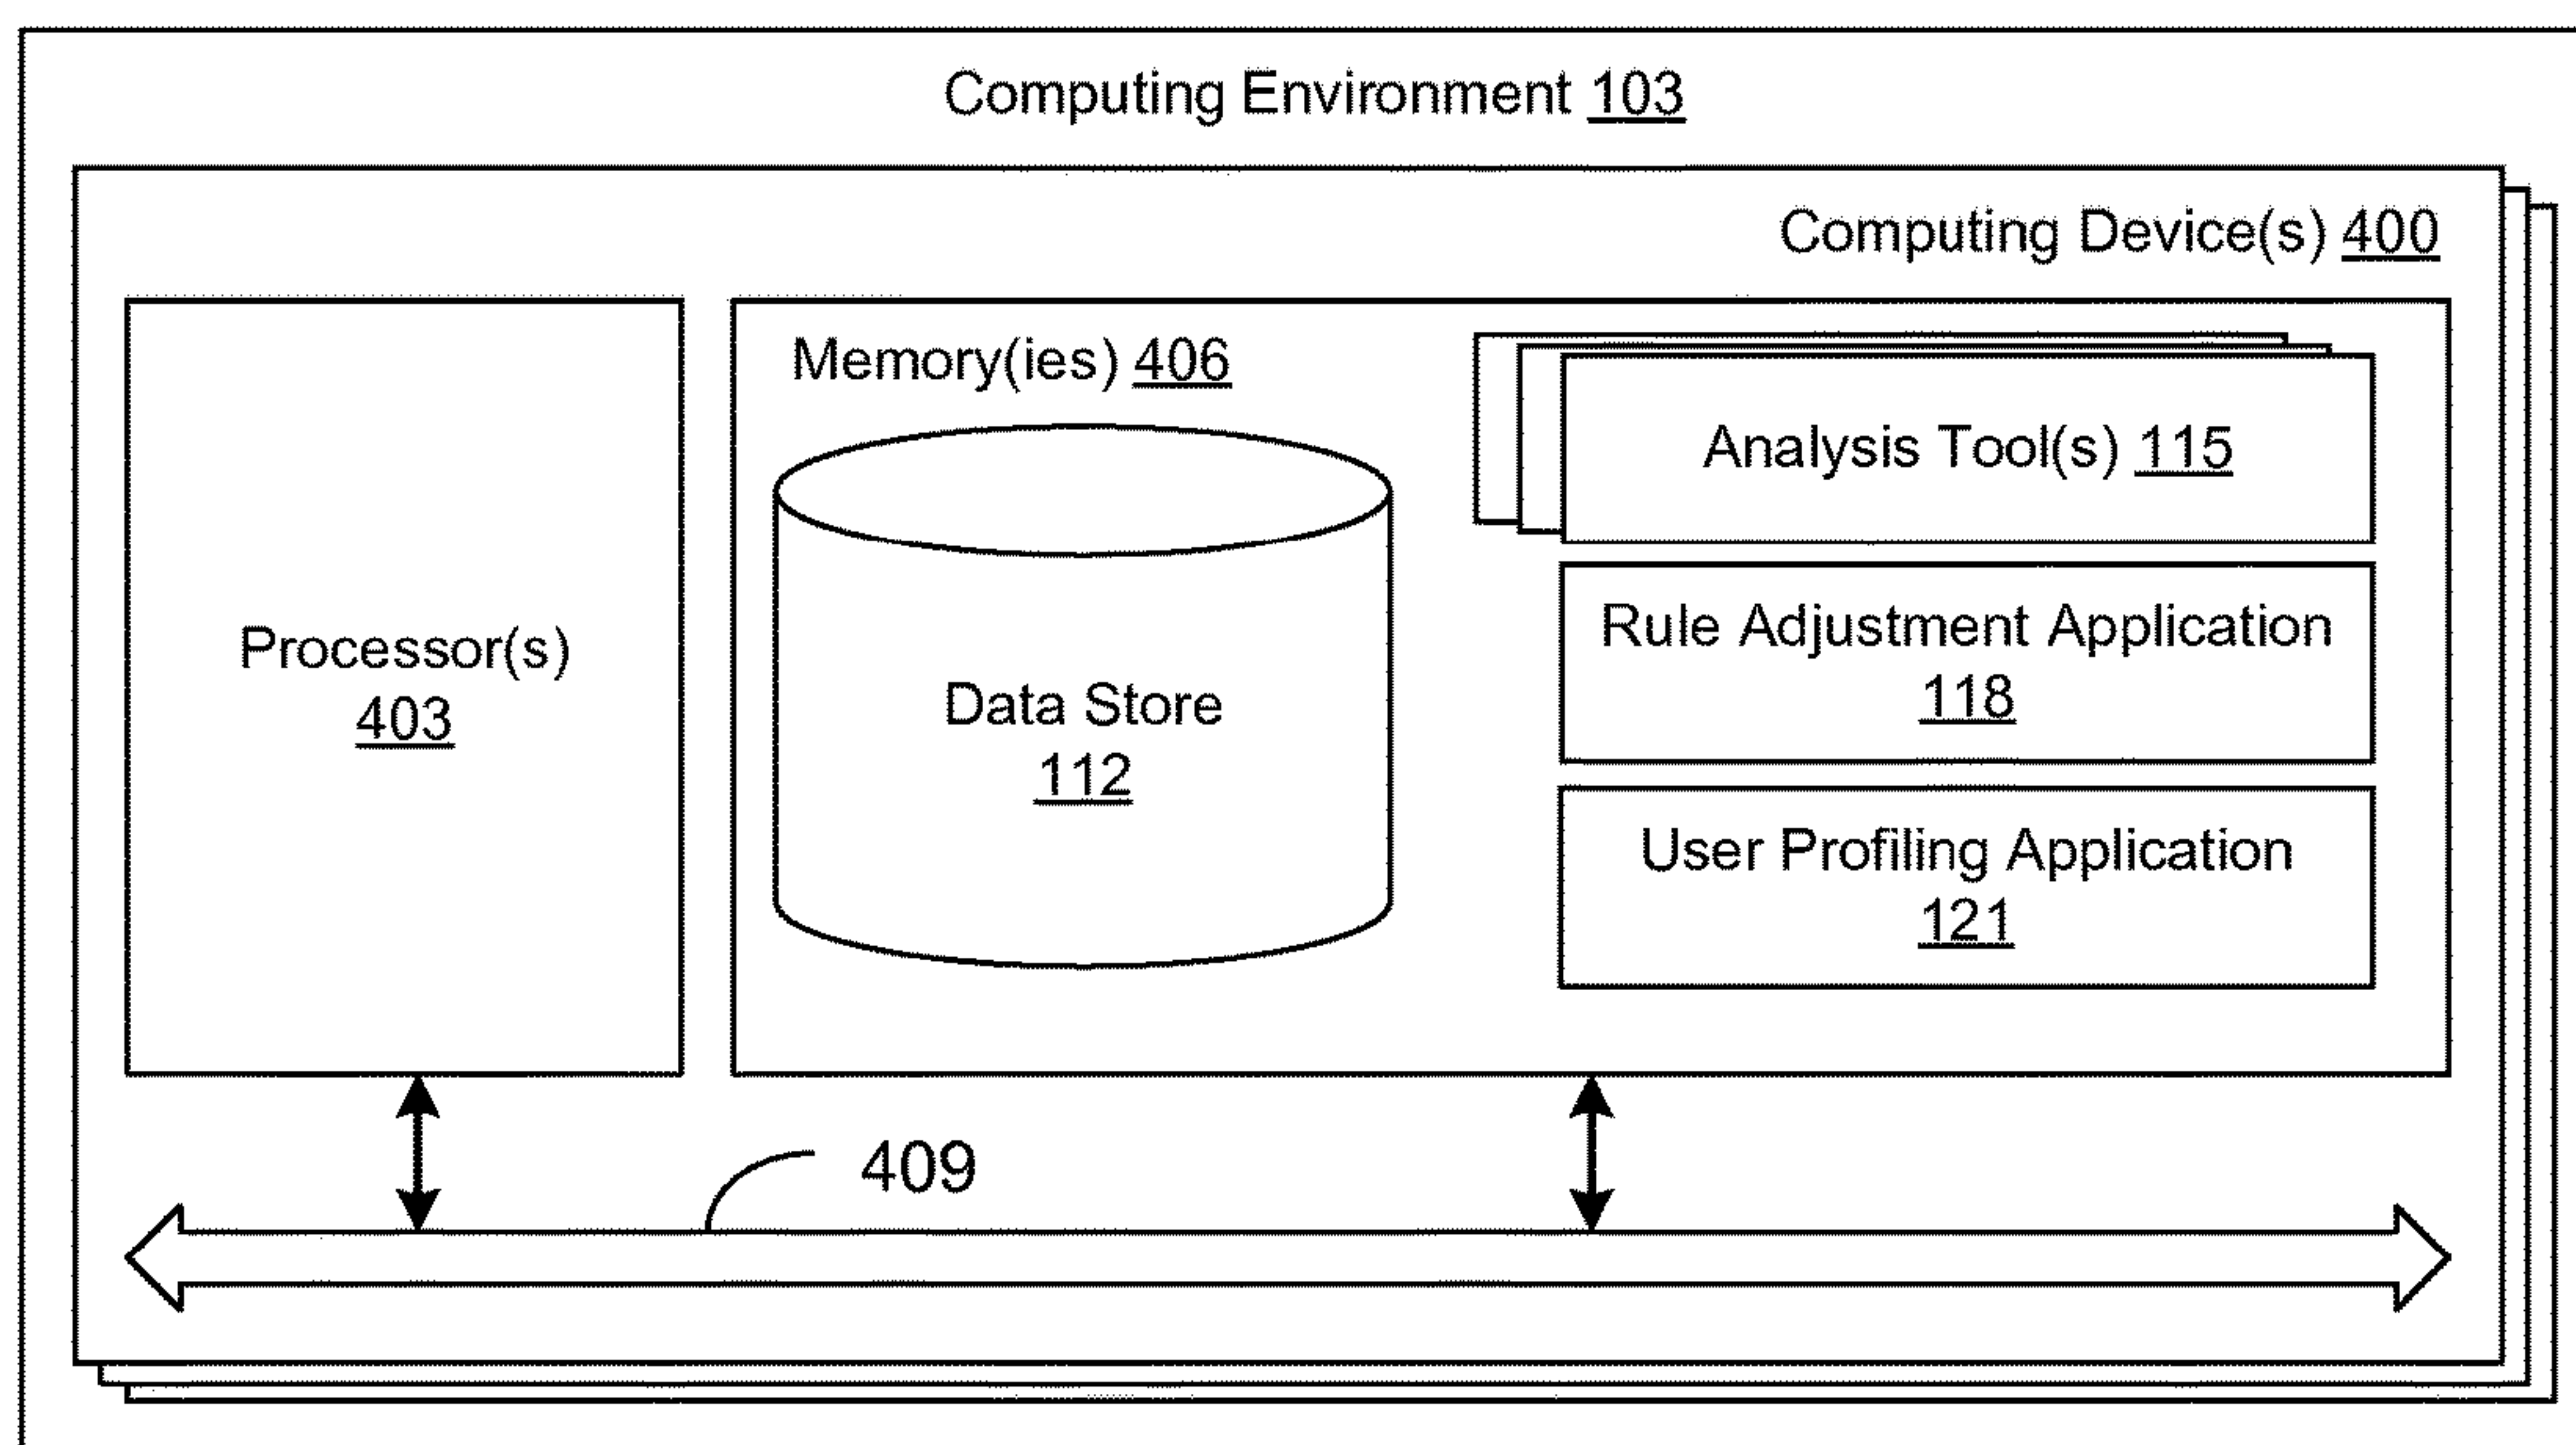 Computing Environment 103
Computing Device(s) 400
Memory(ies) 406
Analysis Tool(s) 115
Processor(s)
403
Data Store
112
Rule Adjustment Application
118
User Profiling Application
121
409